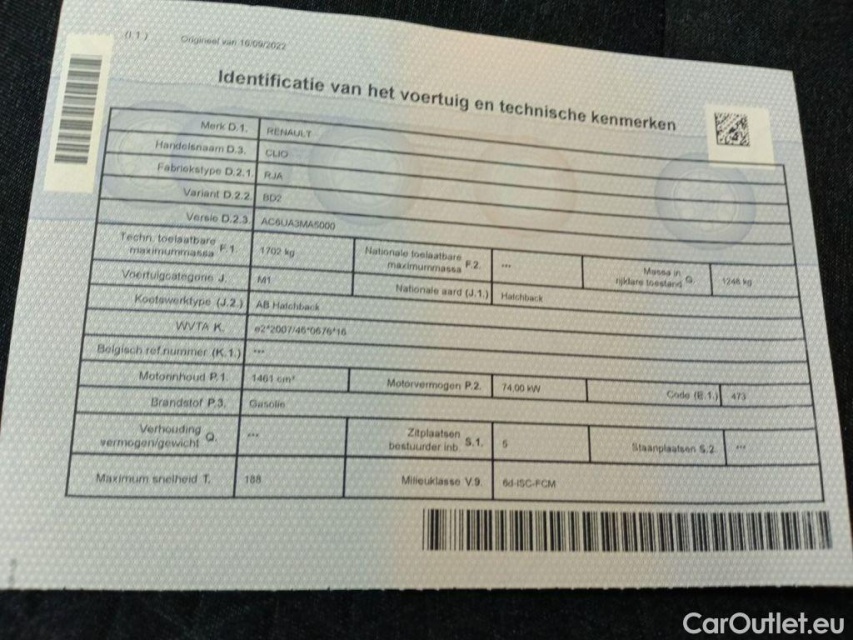 (I.1.) Origineel van 16/09/2022
Identificatie van het voertuig en technische kenmerken
Merk D.1. RENAULT
Handelsnaam D.3. CLIO
Fabriekstype D.2.1. RJA
Variant D.2.2. BD2
Versie D.2.3. AC6UA3MA5000
Techn. toelaatbare maximummassa F.1. 1702 kg Nationale toelaatbare maximummassa F.2. --- Massa in rijklare toestand G. 1248 kg
Voertuigcategorie J. M1 Nationale aard (J.1.) Hatchback
Koetswerktype (J.2.) AB Hatchback
WVTA K. e2*2007/46*0676*16
Belgisch ref.nummer (K.1.) ---
Motorinhoud P.1. 1461 cm³ Motorvermogen P.2. 74,00 kW Code (E.1.) 473
Brandstof P.3. Gasolie
Verhouding vermogen/gewicht Q. --- Zitplaatsen bestuurder inb. S.1. 5 Staanplaatsen S.2. ---
Maximum snelheid T. 188 Milieuklasse V.9. 6d-ISC-FCM
CarOutlet.eu